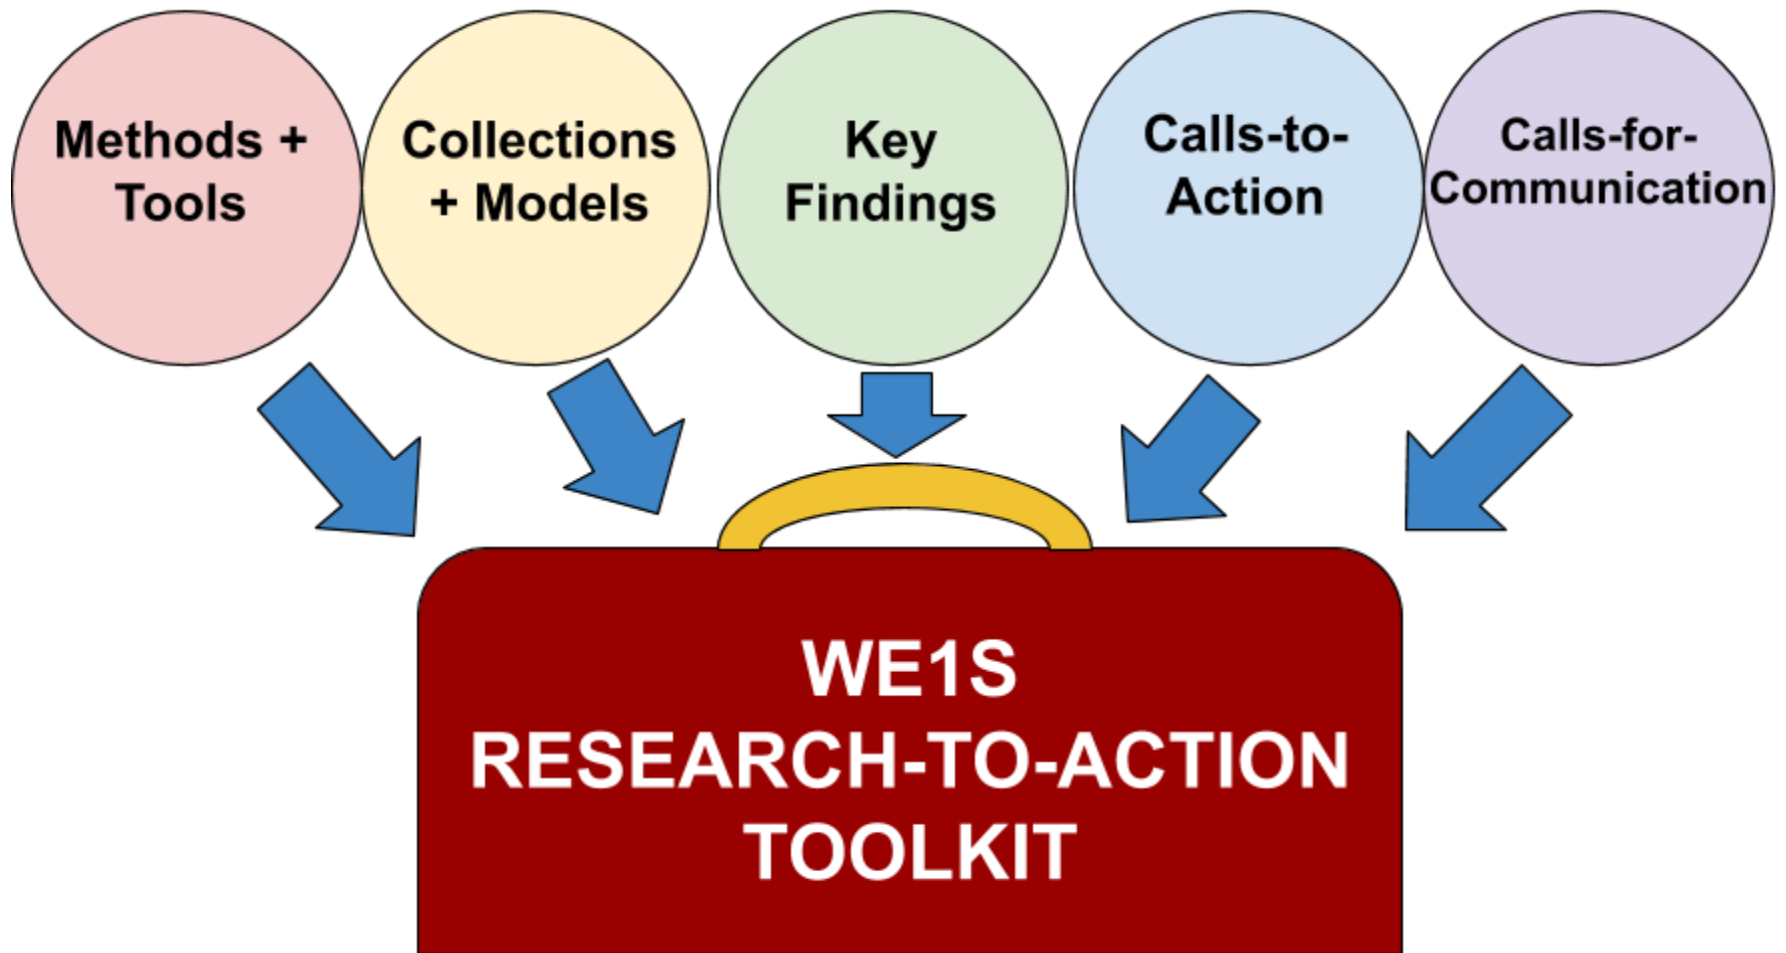 Methods +
Tools
Collections
+ Models
Key
Findings
Calls-to-
Action
Calls-for-
Communication
WE1S
RESEARCH-TO-ACTION
TOOLKIT